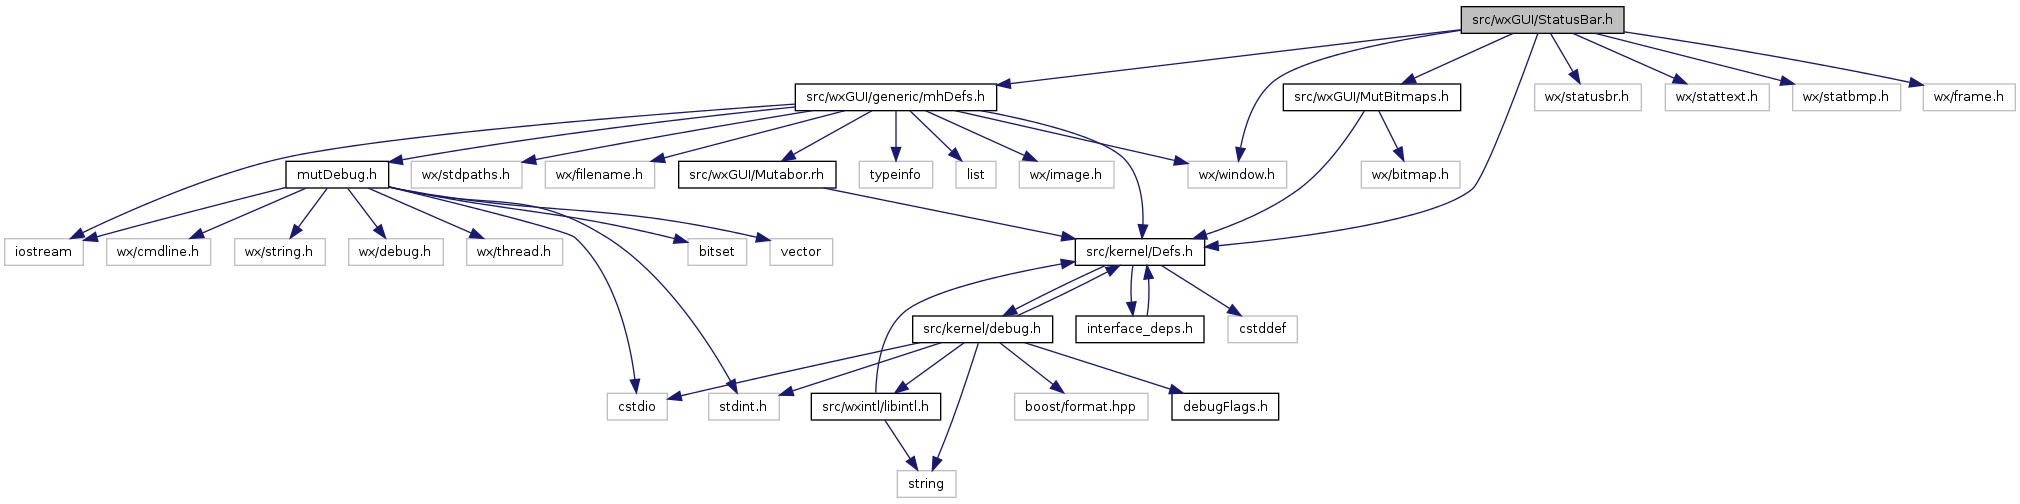 src/wxGUI/StatusBar.h
src/wxGUI/generic/mhDefs.h
src/wxGUI/MutBitmaps.h
wx/statusbr.h
wx/stattext.h
wx/statbmp.h
wx/frame.h
mutDebug.h
wx/stdpaths.h
wx/filename.h
src/wxGUI/Mutabor.rh
typeinfo
list
wx/image.h
wx/window.h
wx/bitmap.h
iostream
wx/cmdline.h
wx/string.h
wx/debug.h
wx/thread.h
bitset
vector
src/kernel/Defs.h
src/kernel/debug.h
interface_deps.h
cstddef
cstdio
stdint.h
src/wxintl/libintl.h
boost/format.hpp
debugFlags.h
string